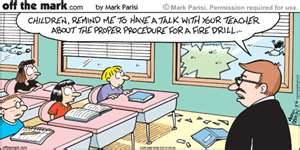 off the mark.com
by Mark Parisi
© Mark Parisi. Permission required for use.
CHILDREN, REMIND ME TO HAVE A TALK WITH YOUR TEACHER
ABOUT THE PROPER PROCEDURE FOR A FIRE DRILL...